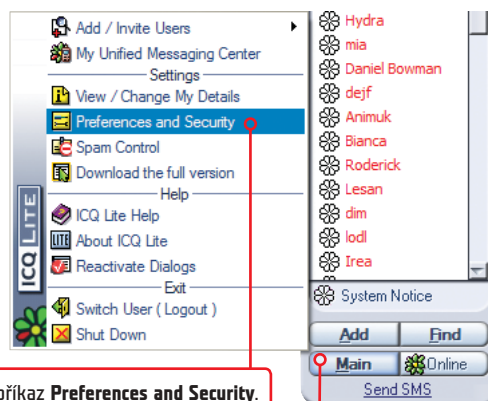 Add / Invite Users
My Unified Messaging Center
Settings
View / Change My Details
Preferences and Security
Spam Control
Download the full version
Help
ICQ Lite Help
About ICQ Lite
Reactivate Dialogs
Exit
Switch User ( Logout )
Shut Down
ICQ LITE
Hydra
mia
Daniel Bowman
dejf
Animuk
Bianca
Roderick
Lesan
dim
lodl
Irea
System Notice
Add Find
Main Online
Send SMS
příkaz Preferences and Security.